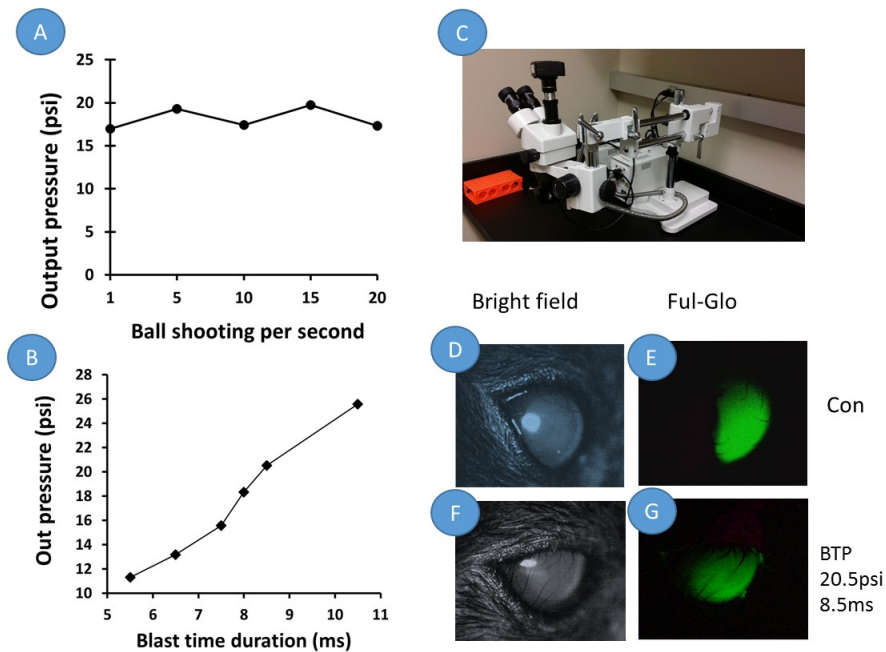 A
25
20
15
10
5
0
Output pressure (psi)
1 5 10 15 20
Ball shooting per second
B
28
26
24
22
20
18
16
14
12
10
Out pressure (psi)
5 6 7 8 9 10 11
Blast time duration (ms)
C
Bright field Ful-Glo
D
E
Con
F
G
BTP
20.5psi
8.5ms